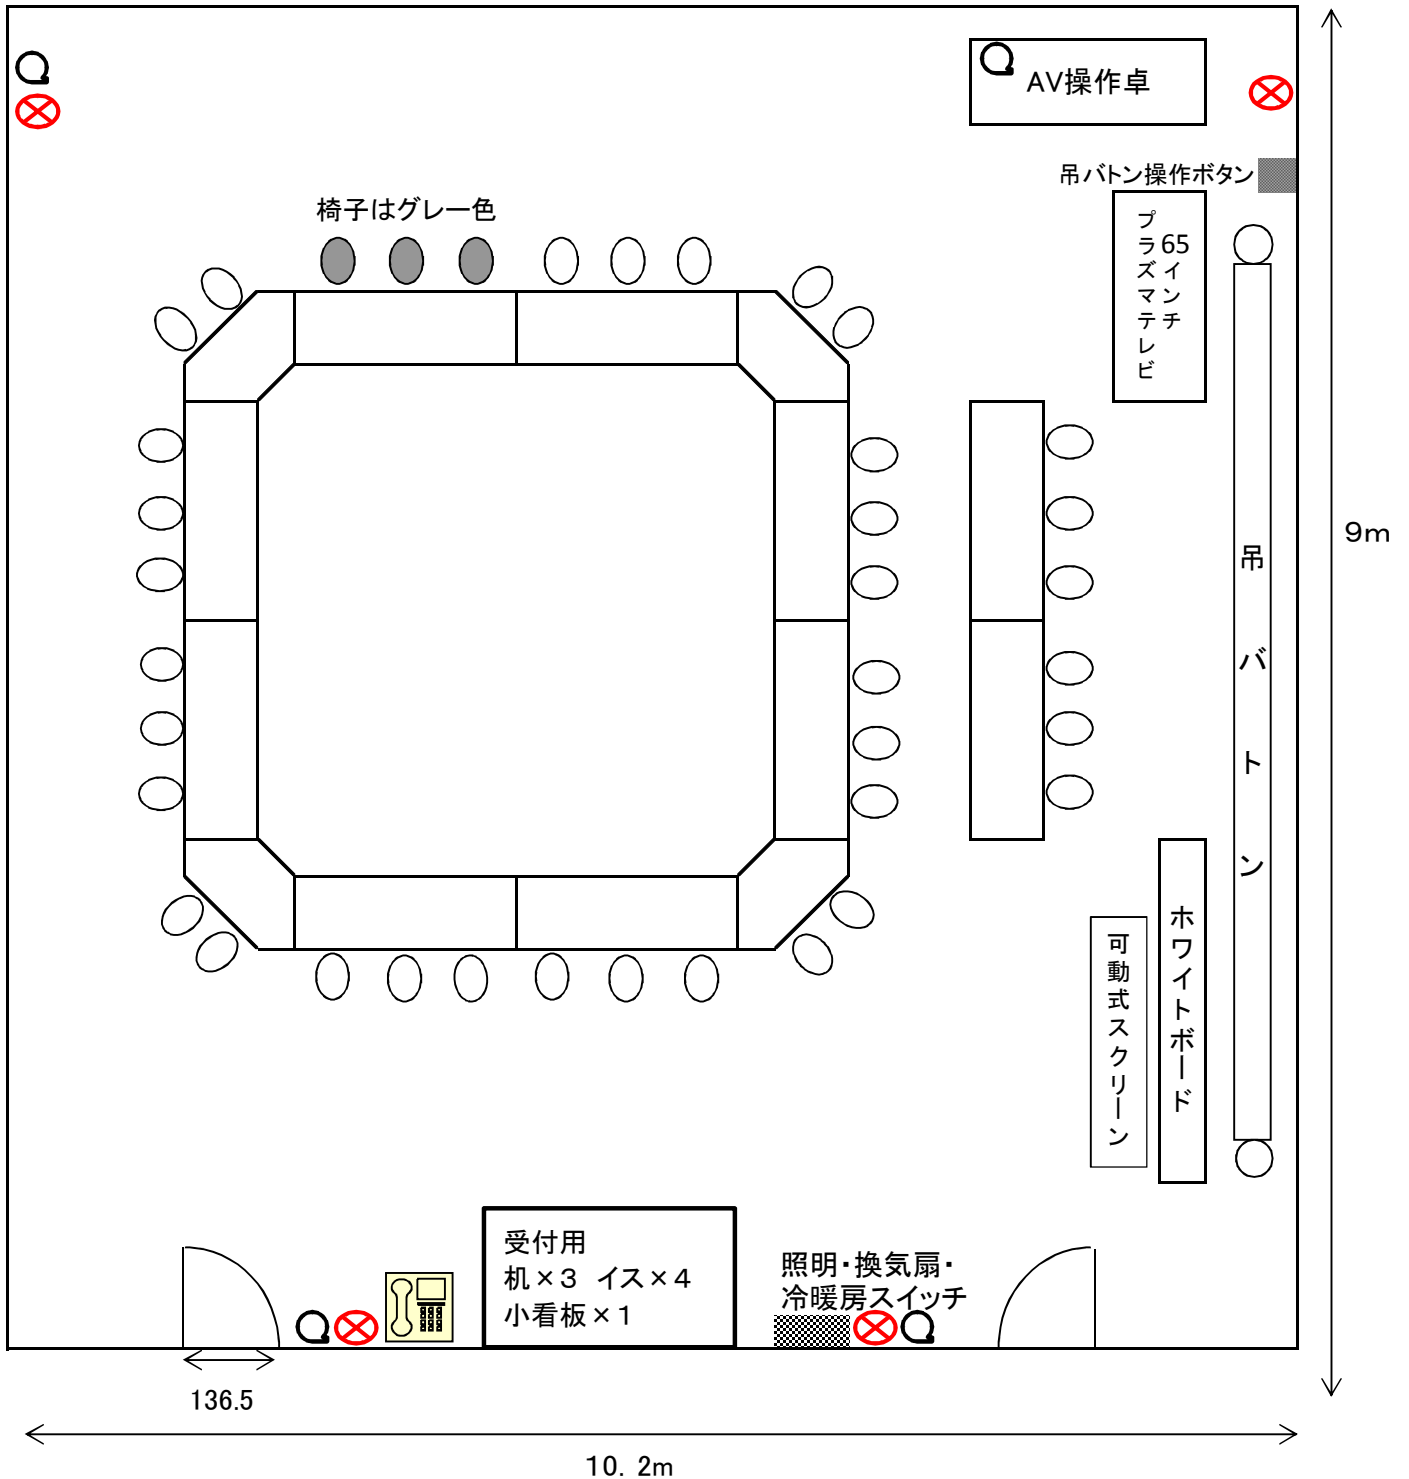 AV操作卓
吊バトン操作ボタン
椅子はグレー色
65インチ
プラズマテレビ
9m
吊バトン
ホワイトボード
可動式スクリーン
受付用
机×3　イス×4
小看板×1
照明・換気扇・
冷暖房スイッチ
136.5
10. 2m